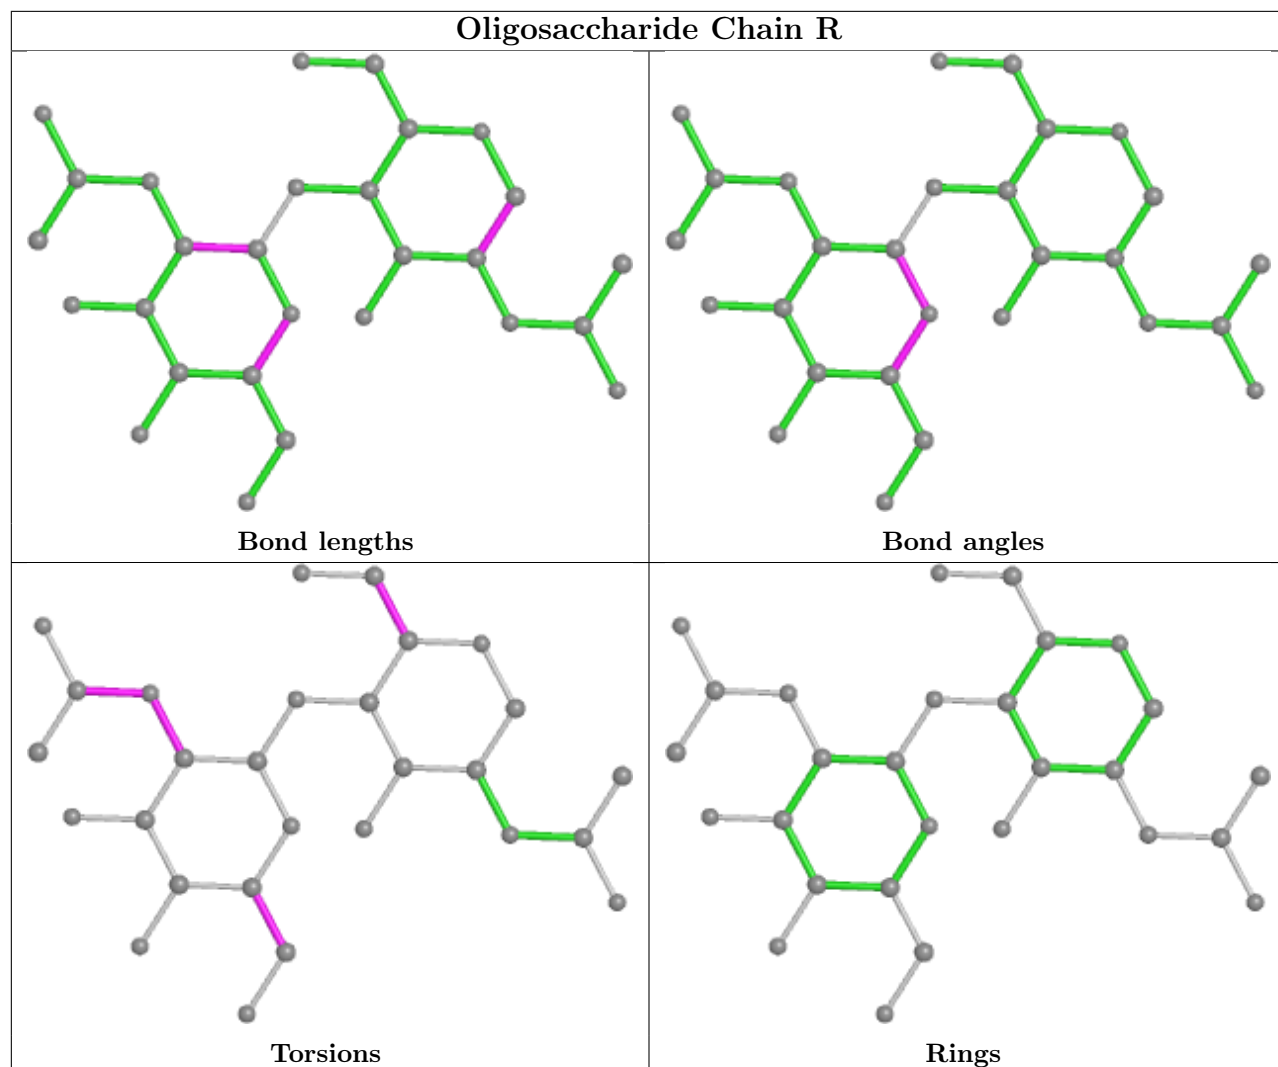 Oligosaccharide Chain R
Bond lengths
Bond angles
Torsions
Rings